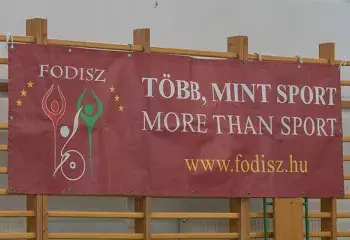 FODISZ
TÖBB, MINT SPORT
MORE THAN SPORT
www.fodisz.hu